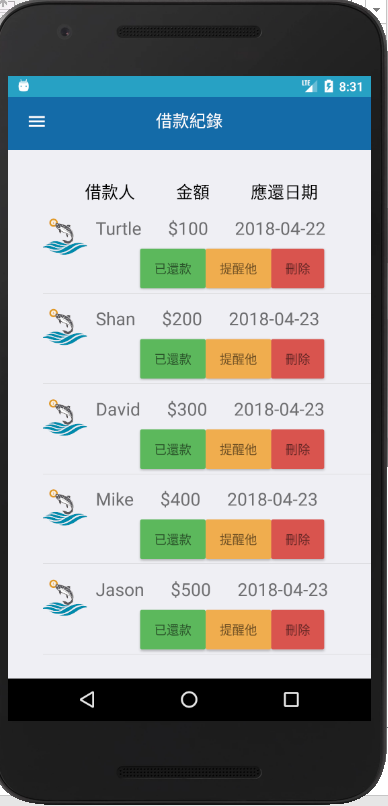 LTE 8:31
借款紀錄
借款人 金額 應還日期
Turtle $100 2018-04-22
已還款 提醒他 刪除
Shan $200 2018-04-23
已還款 提醒他 刪除
David $300 2018-04-23
已還款 提醒他 刪除
Mike $400 2018-04-23
已還款 提醒他 刪除
Jason $500 2018-04-23
已還款 提醒他 刪除